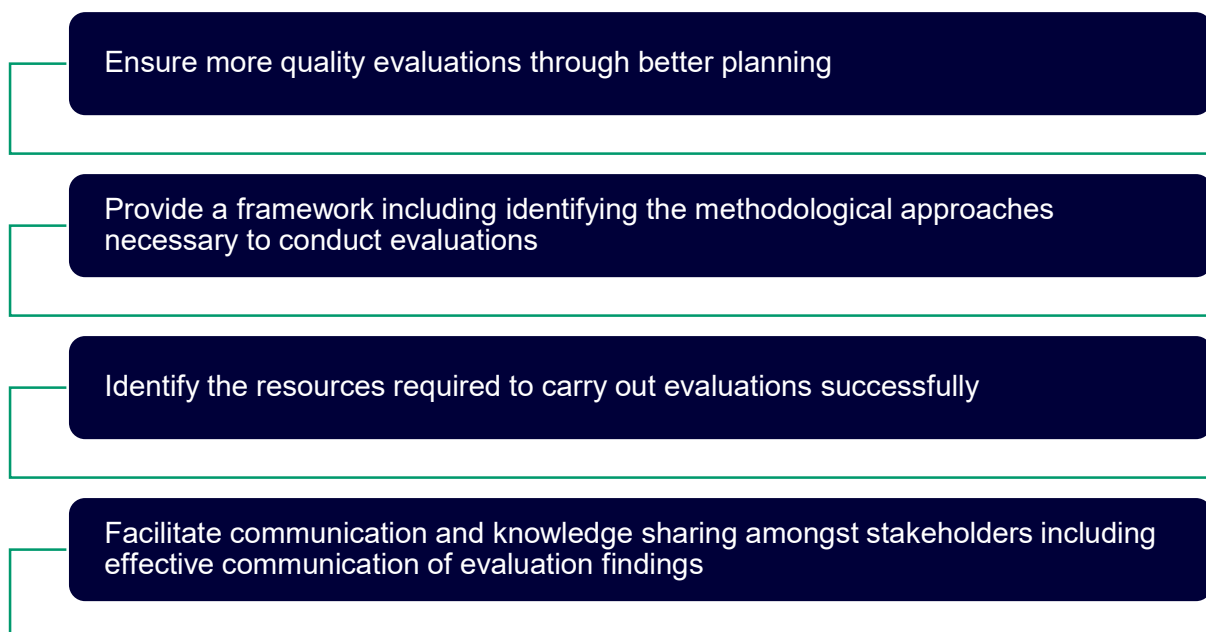 Ensure more quality evaluations through better planning
Provide a framework including identifying the methodological approaches
necessary to conduct evaluations
Identify the resources required to carry out evaluations successfully
Facilitate communication and knowledge sharing amongst stakeholders including
effective communication of evaluation findings